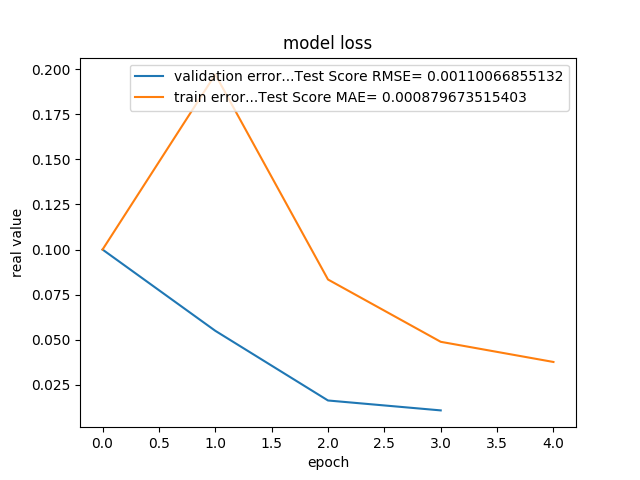 model loss
validation error...Test Score RMSE= 0.00110066855132
train error...Test Score MAE= 0.000879673515403
real value
0.200
0.175
0.150
0.125
0.100
0.075
0.050
0.025
0.0 0.5 1.0 1.5 2.0 2.5 3.0 3.5 4.0
epoch